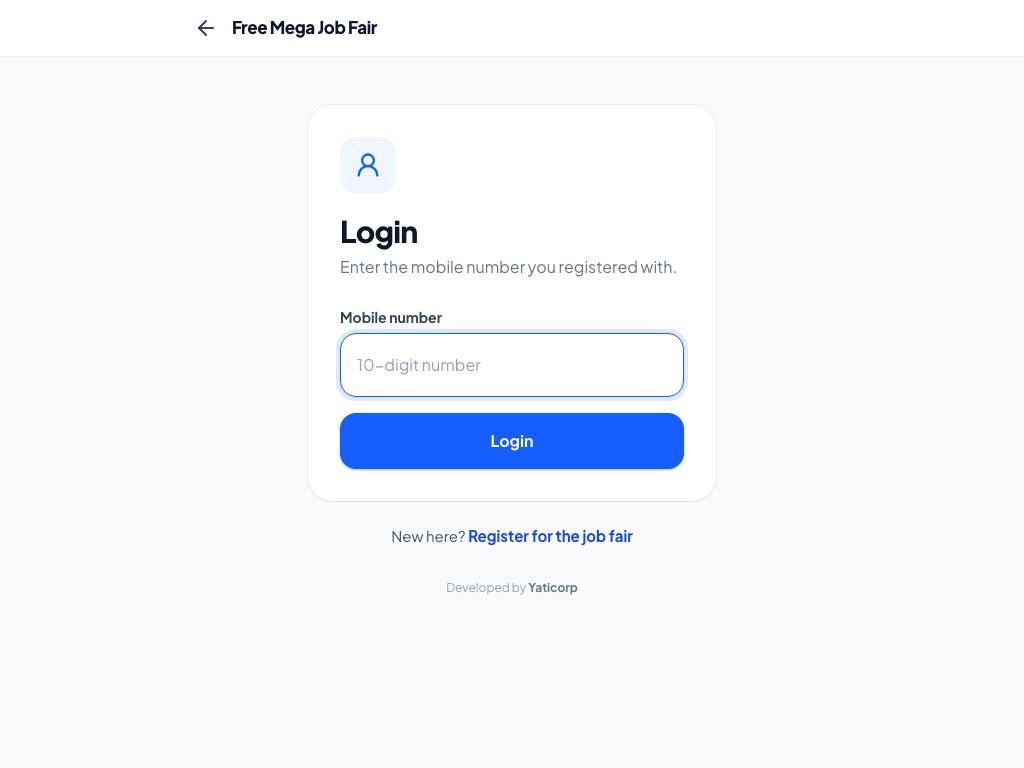 Free Mega Job Fair
Login
Enter the mobile number you registered with.
Mobile number
10-digit number
Login
New here? Register for the job fair
Developed by Yaticorp